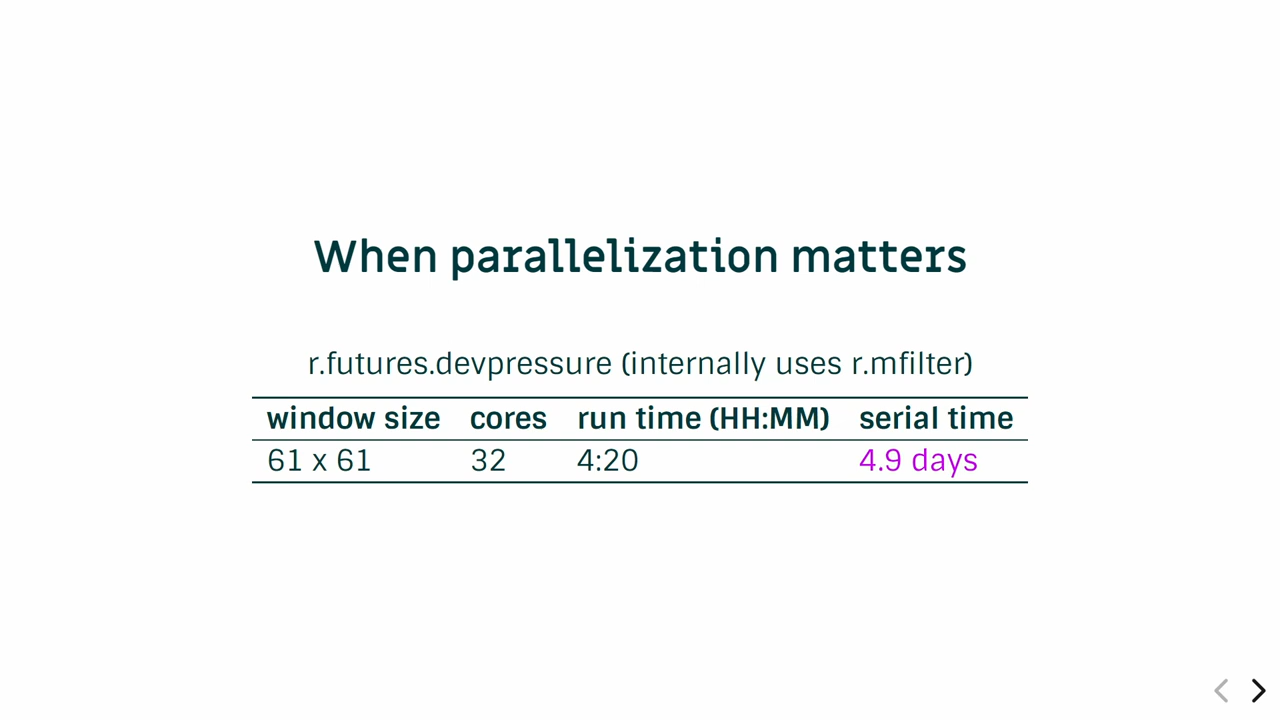 When parallelization matters
r.futures.devpressure (internally uses r.mfilter)
window size cores run time (HH:MM) serial time
61 x 61 32 4:20 4.9 days